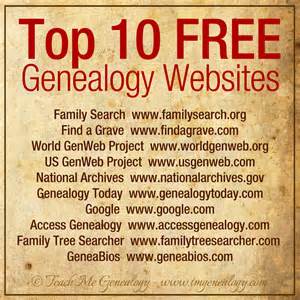 Top 10 FREE
Genealogy Websites
Family Search www.familysearch.org
Find a Grave www.findagrave.com
World GenWeb Project www.worldgenweb.org
US GenWeb Project www.usgenweb.com
National Archives www.nationalarchives.gov
Genealogy Today www.genealogytoday.com
Google www.google.com
Access Genealogy www.accessgenealogy.com
Family Tree Searcher www.familytreesearcher.com
GeneaBios www.geneabios.com
© Teach Me Genealogy - www.tmgenealogy.com